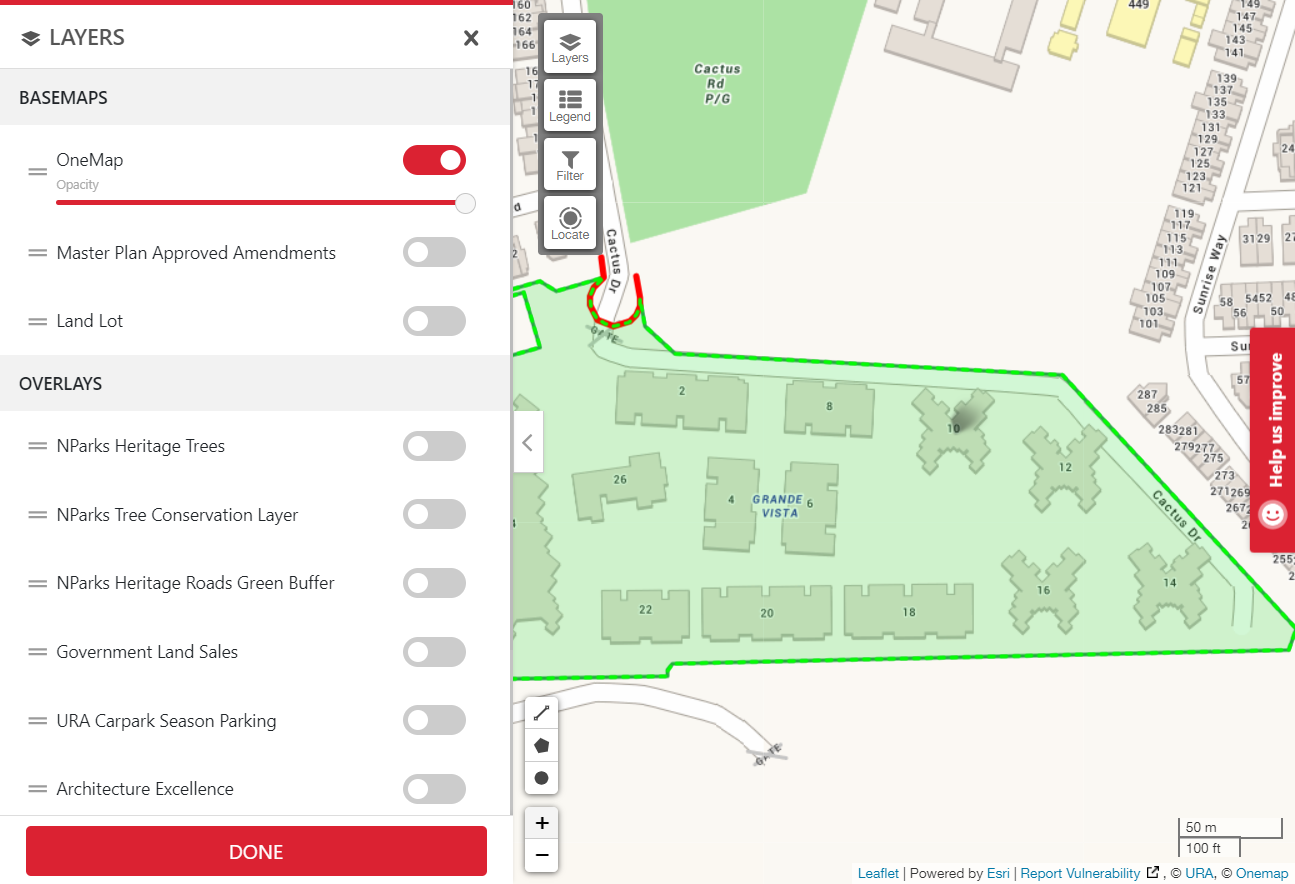 LAYERS
BASEMAPS
OneMap
Opacity
Master Plan Approved Amendments
Land Lot
OVERLAYS
NParks Heritage Trees
NParks Tree Conservation Layer
NParks Heritage Roads Green Buffer
Government Land Sales
URA Carpark Season Parking
Architecture Excellence
DONE
Layers
Legend
Filter
Locate
160
162
164
166
Cactus
Rd
P/G
449
149
147
145
143
141
139
137
135
133
131
129
127
125
123
121
119
117
115
113
111
109
107
105
103
101
Sunrise Way
3129
58
5452
56
50
Cactus Dr
GATE
2
8
10
12
26
4
GRANDE
VISTA
6
Cactus Dr
22
20
18
16
14
287
285
283281
279277
275
273
271269
267
255
57
Help us improve
GATE
+
−
50 m
100 ft
Leaflet | Powered by Esri | Report Vulnerability , © URA, © Onemap